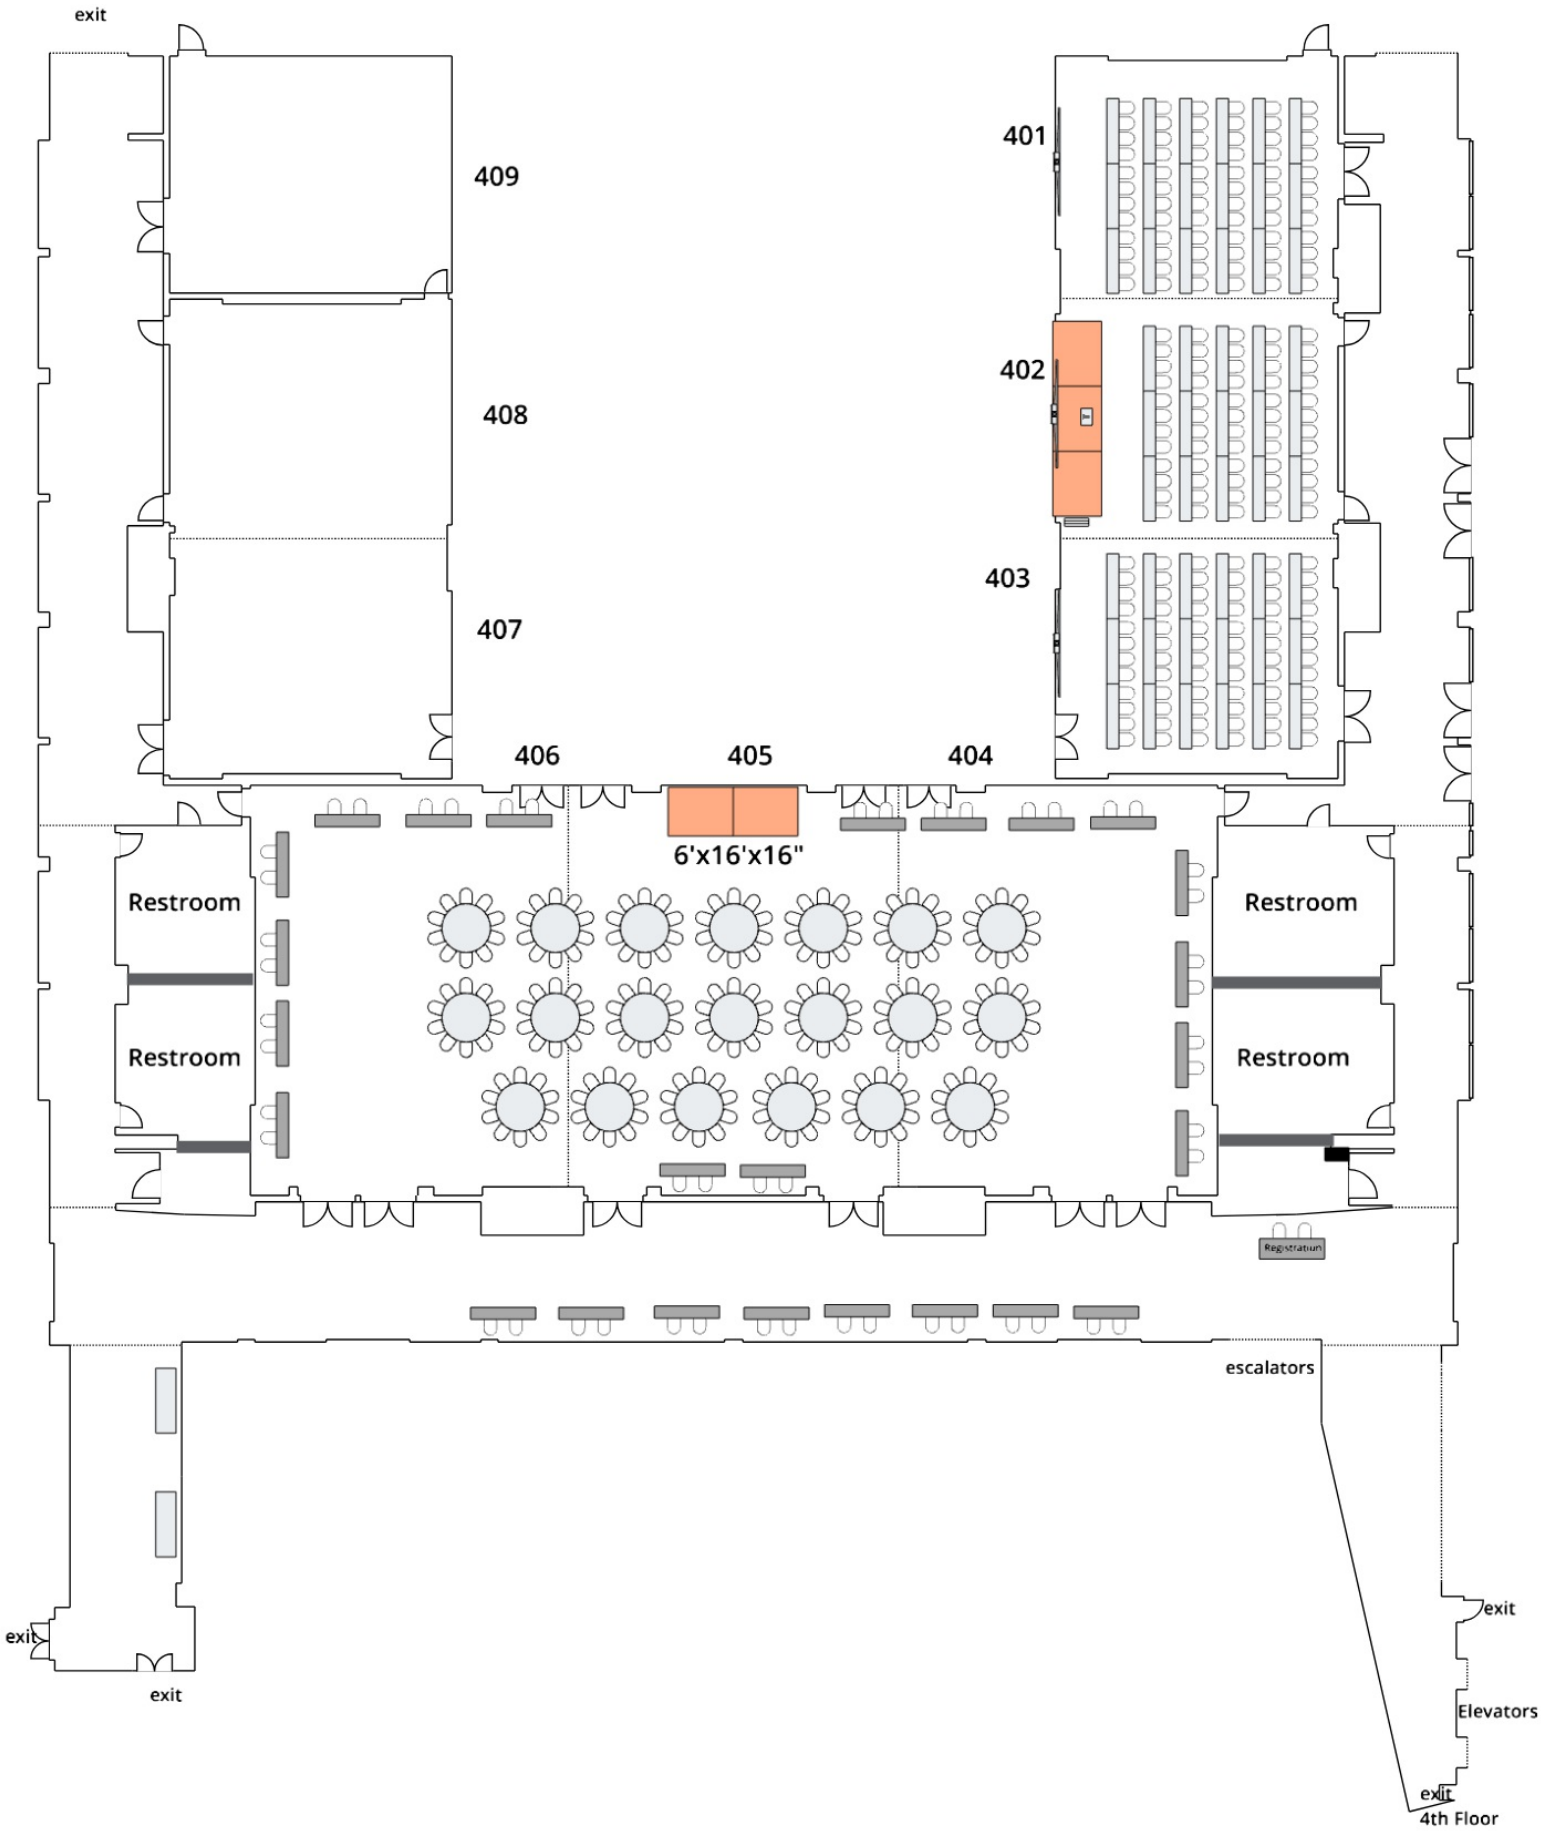 exit
401
409
402
408
403
407
406
405
404
6'x16'x16"
Restroom
Restroom
Restroom
Restroom
Registration
escalators
exit
exit
exit
Elevators
exit
4th Floor